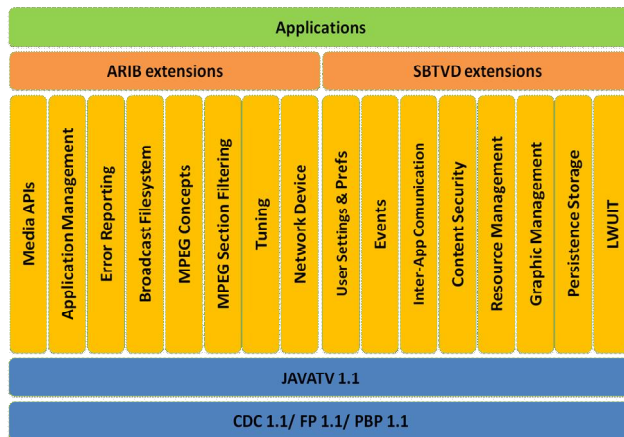 Applications
ARIB extensions
SBTVD extensions
Media APIs
Application Management
Error Reporting
Broadcast Filesystem
MPEG Concepts
MPEG Section Filtering
Tuning
Network Device
User Settings & Prefs
Events
Inter-App Comunication
Content Security
Resource Management
Graphic Management
Persistence Storage
LWUIT
JAVATV 1.1
CDC 1.1/ FP 1.1/ PBP 1.1